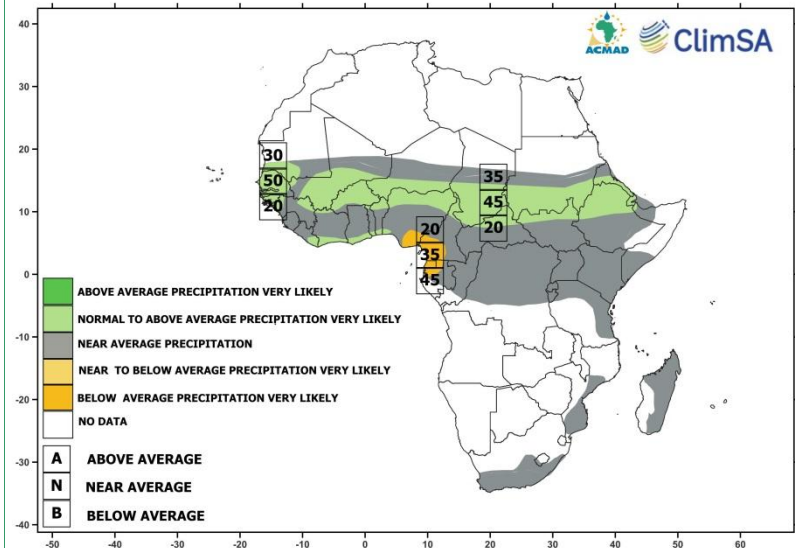 40
30
20
10
0
-10
-20
-30
-40
-50 -40 -30 -20 -10 0 10 20 30 40 50 60
ACMAD
ClimSA
30
50
20
35
45
20
20
35
45
ABOVE AVERAGE PRECIPITATION VERY LIKELY
NORMAL TO ABOVE AVERAGE PRECIPITATION VERY LIKELY
NEAR AVERAGE PRECIPITATION
NEAR TO BELOW AVERAGE PRECIPITATION VERY LIKELY
BELOW AVERAGE PRECIPITATION VERY LIKELY
NO DATA
A ABOVE AVERAGE
N NEAR AVERAGE
B BELOW AVERAGE